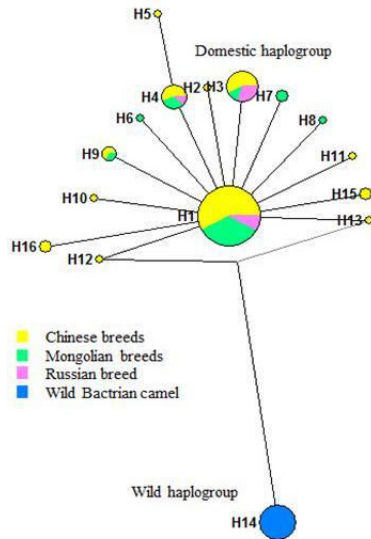 H5
Domestic haplogroup
H2
H3
H4
H7
H6
H8
H9
H11
H10
H15
H1
H13
H16
H12
Chinese breeds
Mongolian breeds
Russian breed
Wild Bactrian camel
Wild haplogroup
H14